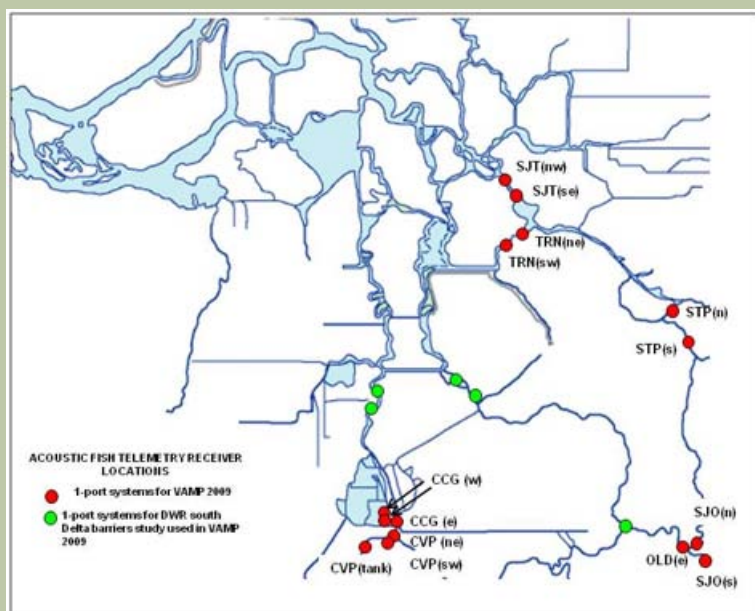 SJT(nw)
SJT(se)
TRN(ne)
TRN(sw)
STP(n)
STP(s)
ACOUSTIC FISH TELEMETRY RECEIVER
LOCATIONS
1-port systems for VAMP 2009
1-port systems for DWR south
Delta barriers study used in VAMP
2009
CCG (w)
CCG (e)
CVP (ne)
CVP(sw)
CVP(tank)
SJO(n)
OLD(e)
SJO(s)